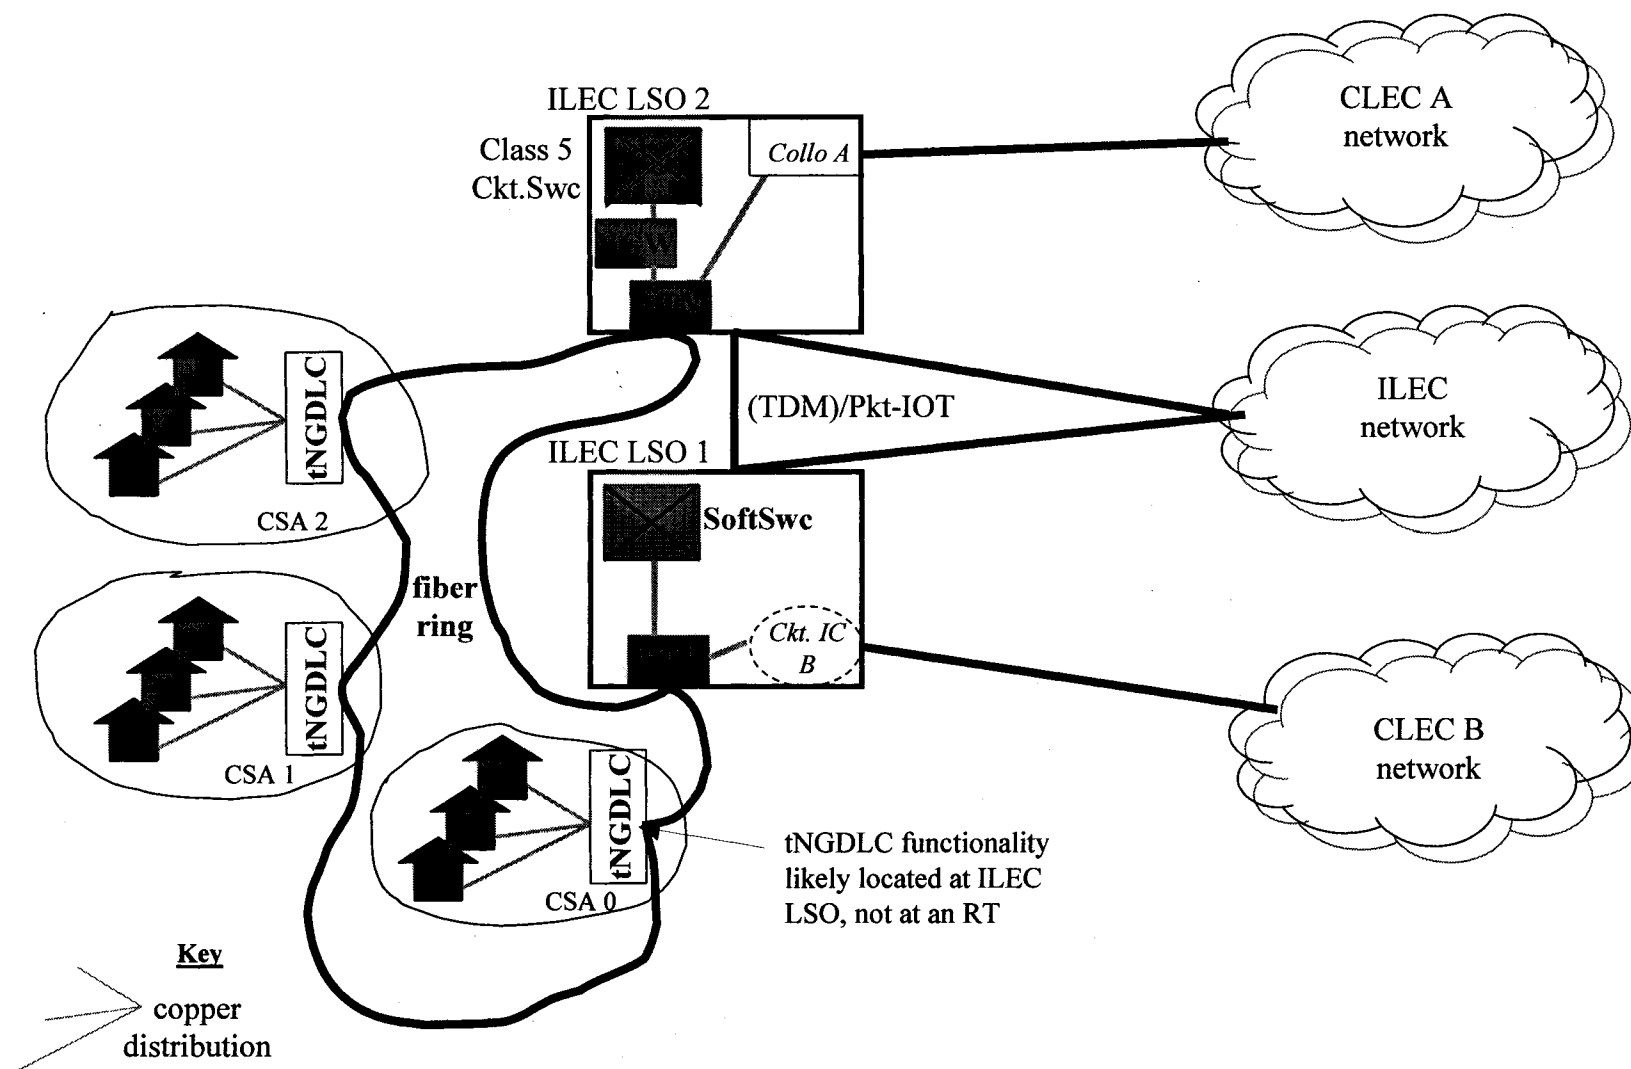 ILEC LSO 2
Class 5
Ckt.Swc
Collo A
CLEC A
network
(TDM)/Pkt-IOT
ILEC
network
tNGDLC
CSA 2
ILEC LSO 1
SoftSwc
Ckt. IC
B
fiber
ring
tNGDLC
CSA 1
CLEC B
network
tNGDLC
CSA 0
tNGDLC functionality
likely located at ILEC
LSO, not at an RT
Key
copper
distribution